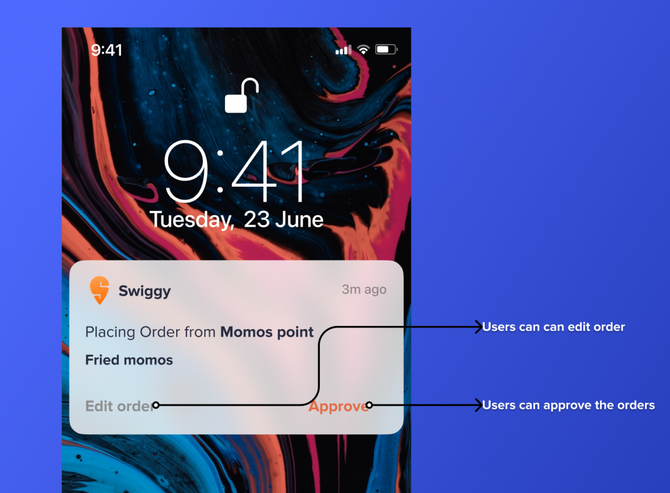 9:41
9:41
Tuesday, 23 June
Swiggy
3m ago
Placing Order from Momos point
Fried momos
Users can can edit order
Edit order
Approve
Users can approve the orders